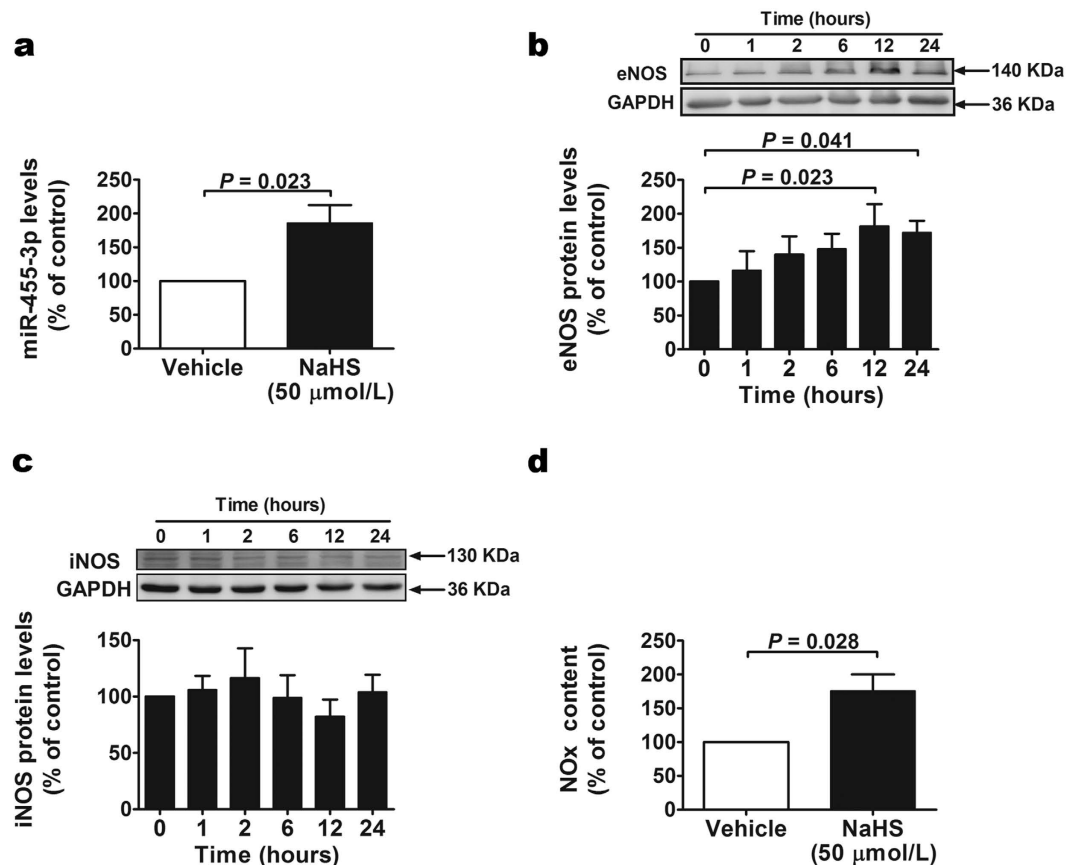 a
miR-455-3p levels
(% of control)
250
200
150
100
50
0
P = 0.023
Vehicle
NaHS
(50 μmol/L)
b
Time (hours)
0 1 2 6 12 24
eNOS
140 KDa
GAPDH
36 KDa
P = 0.041
P = 0.023
eNOS protein levels
(% of control)
250
200
150
100
50
0
0 1 2 6 12 24
Time (hours)
c
Time (hours)
0 1 2 6 12 24
iNOS
130 KDa
GAPDH
36 KDa
iNOS protein levels
(% of control)
150
100
50
0
0 1 2 6 12 24
Time (hours)
d
NOx content
(% of control)
250
200
150
100
50
0
P = 0.028
Vehicle
NaHS
(50 μmol/L)